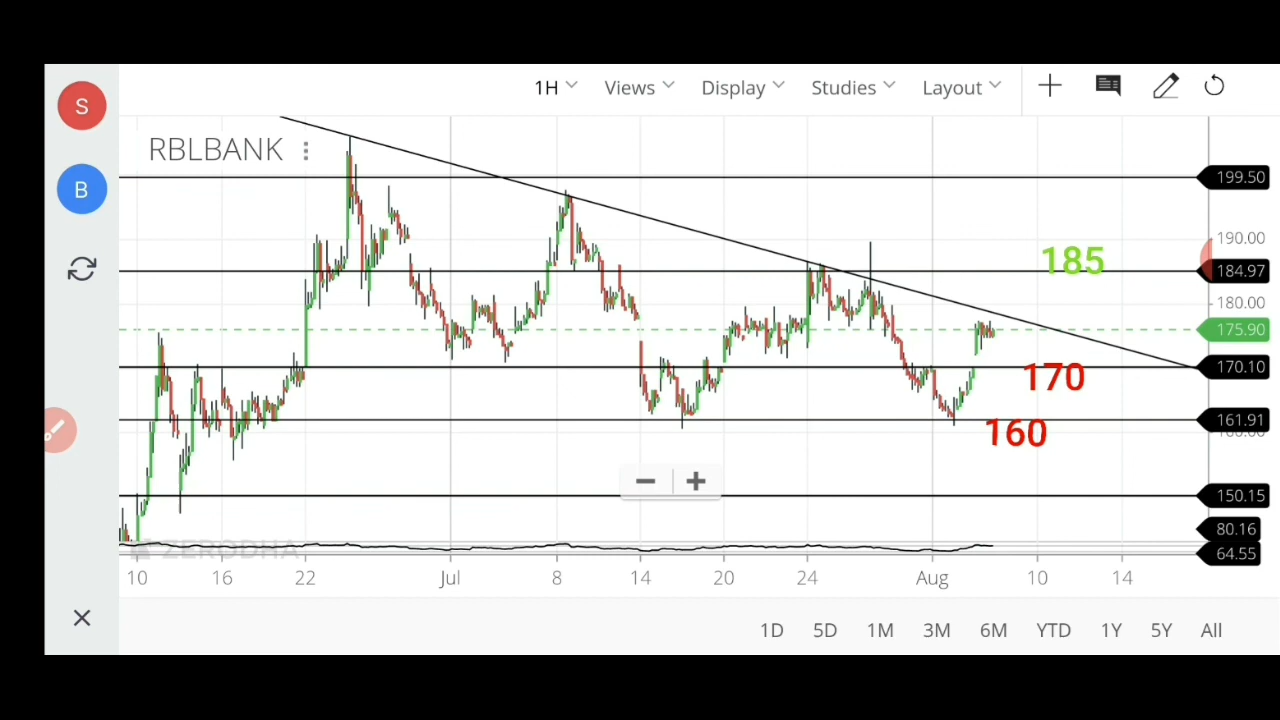 S 1H Views Display Studies Layout
RBLBANK
B
199.50
190.00
185
184.97
180.00
175.90
170.10
170
161.91
160
150.15
ZERODHA
80.16
64.55
10 16 22 Jul 8 14 20 24 Aug 10 14
1D 5D 1M 3M 6M YTD 1Y 5Y All